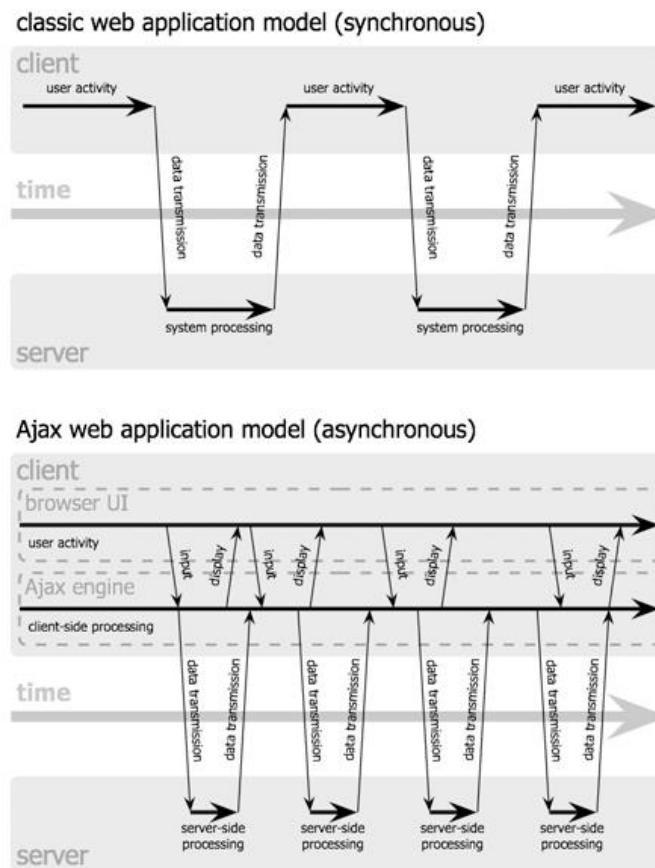 classic web application model (synchronous)
client
user activity
user activity
user activity
data transmission
data transmission
data transmission
data transmission
time
system processing
system processing
server
Ajax web application model (asynchronous)
client
browser UI
user activity
input
display
input
display
input
display
input
display
Ajax engine
client-side processing
data transmission
data transmission
data transmission
data transmission
data transmission
data transmission
data transmission
data transmission
time
server-side
processing
server-side
processing
server-side
processing
server-side
processing
server